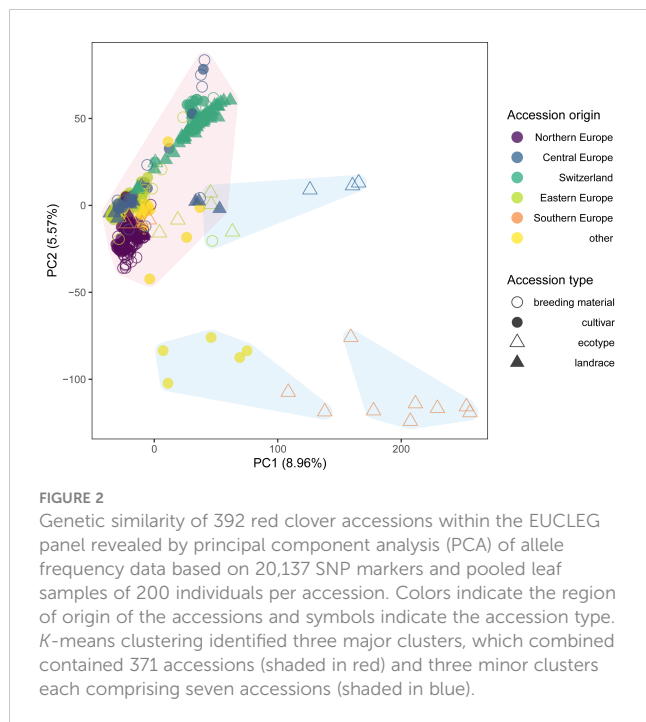 50
0
−50
−100
PC2 (5.57%)
0
100
200
PC1 (8.96%)
Accession origin
Northern Europe
Central Europe
Switzerland
Eastern Europe
Southern Europe
other
Accession type
breeding material
cultivar
ecotype
landrace
FIGURE 2
Genetic similarity of 392 red clover accessions within the EUCLEG
panel revealed by principal component analysis (PCA) of allele
frequency data based on 20,137 SNP markers and pooled leaf
samples of 200 individuals per accession. Colors indicate the region
of origin of the accessions and symbols indicate the accession type.
K-means clustering identified three major clusters, which combined
contained 371 accessions (shaded in red) and three minor clusters
each comprising seven accessions (shaded in blue).